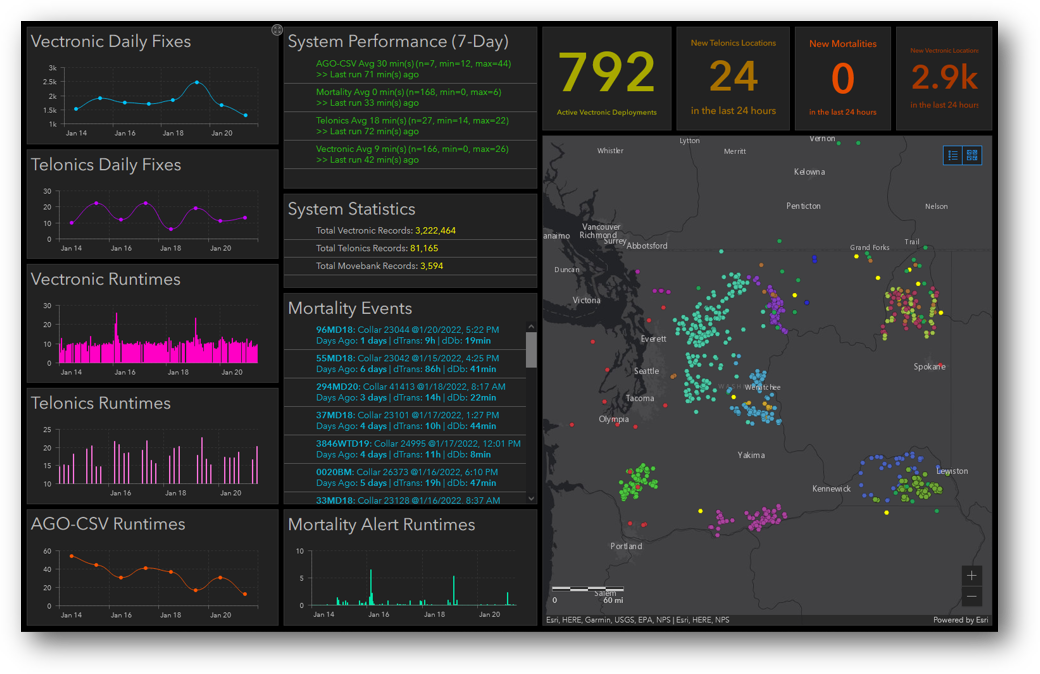 Vectronic Daily Fixes
3k
2.5k
2k
1.5k
1k
Jan 14
Jan 16
Jan 18
Jan 20
Telonics Daily Fixes
30
20
10
0
Jan 14
Jan 16
Jan 18
Jan 20
Vectronic Runtimes
30
20
10
0
Jan 14
Jan 16
Jan 18
Jan 20
Telonics Runtimes
25
20
15
10
Jan 16
Jan 18
Jan 20
AGO-CSV Runtimes
60
40
20
0
Jan 14
Jan 16
Jan 18
Jan 20
System Performance (7-Day)
AGO-CSV Avg 30 min(s) (n=7, min=12, max=44)
>> Last run 71 min(s) ago
Mortality Avg 0 min(s) (n=168, min=0, max=6)
>> Last run 33 min(s) ago
Telonics Avg 18 min(s) (n=27, min=14, max=22)
>> Last run 72 min(s) ago
Vectronic Avg 9 min(s) (n=166, min=0, max=26)
>> Last run 42 min(s) ago
System Statistics
Total Vectronic Records: 3,222,464
Total Telonics Records: 81,165
Total Movebank Records: 3,594
Mortality Events
96MD18: Collar 23044 @1/20/2022, 5:22 PM
Days Ago: 1 days | dTrans: 9h | dDb: 19min
55MD18: Collar 23042 @1/15/2022, 4:25 PM
Days Ago: 6 days | dTrans: 86h | dDb: 41min
294MD20: Collar 41413 @1/18/2022, 8:17 AM
Days Ago: 3 days | dTrans: 14h | dDb: 22min
37MD18: Collar 23101 @1/17/2022, 1:27 PM
Days Ago: 4 days | dTrans: 10h | dDb: 44min
3846WTD19: Collar 24995 @1/17/2022, 12:01 PM
Days Ago: 4 days | dTrans: 11h | dDb: 8min
0020BM: Collar 26373 @1/16/2022, 6:10 PM
Days Ago: 5 days | dTrans: 19h | dDb: 47min
33MD18: Collar 23128 @1/16/2022, 8:37 AM
Mortality Alert Runtimes
10
5
0
Jan 14
Jan 16
Jan 18
Jan 20
792
Active Vectronic Deployments
New Telonics Locations
24
in the last 24 hours
New Mortalities
0
in the last 24 hours
New Vectronic Locations
2.9k
in the last 24 hours
Lytton
Vernon
Whistler
Merritt
Kelowna
Penticton
Nelson
Vancouver
anaimo
Richmond
Surrey
Abbotsford
Trail
Grand Forks
Duncan
Victoria
Everett
Seattle
Spokane
Wenatchee
Tacoma
Olympia
Yakima
Lewiston
Kennewick
Portland
Salem
0
60 mi
+
−
Esri, HERE, Garmin, USGS, EPA, NPS | Esri, HERE, NPS
Powered by Esri